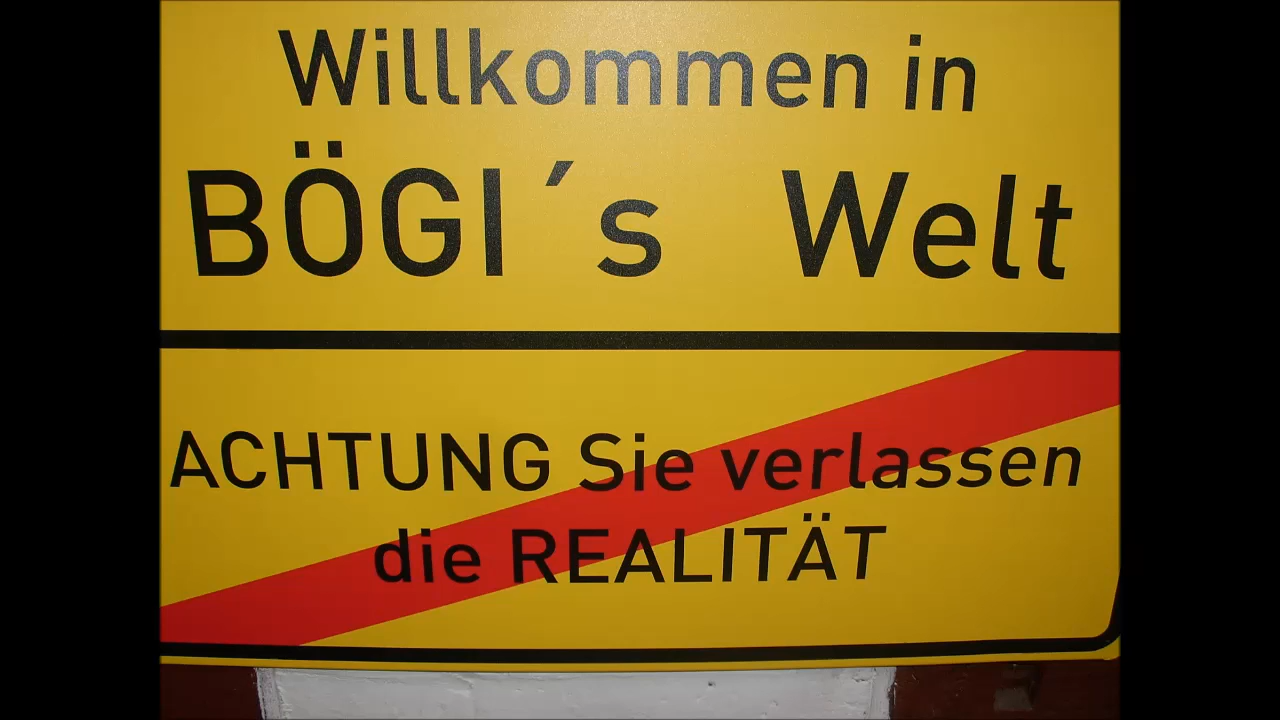 Willkommen in
BÖGI´s Welt
ACHTUNG Sie verlassen
die REALITÄT